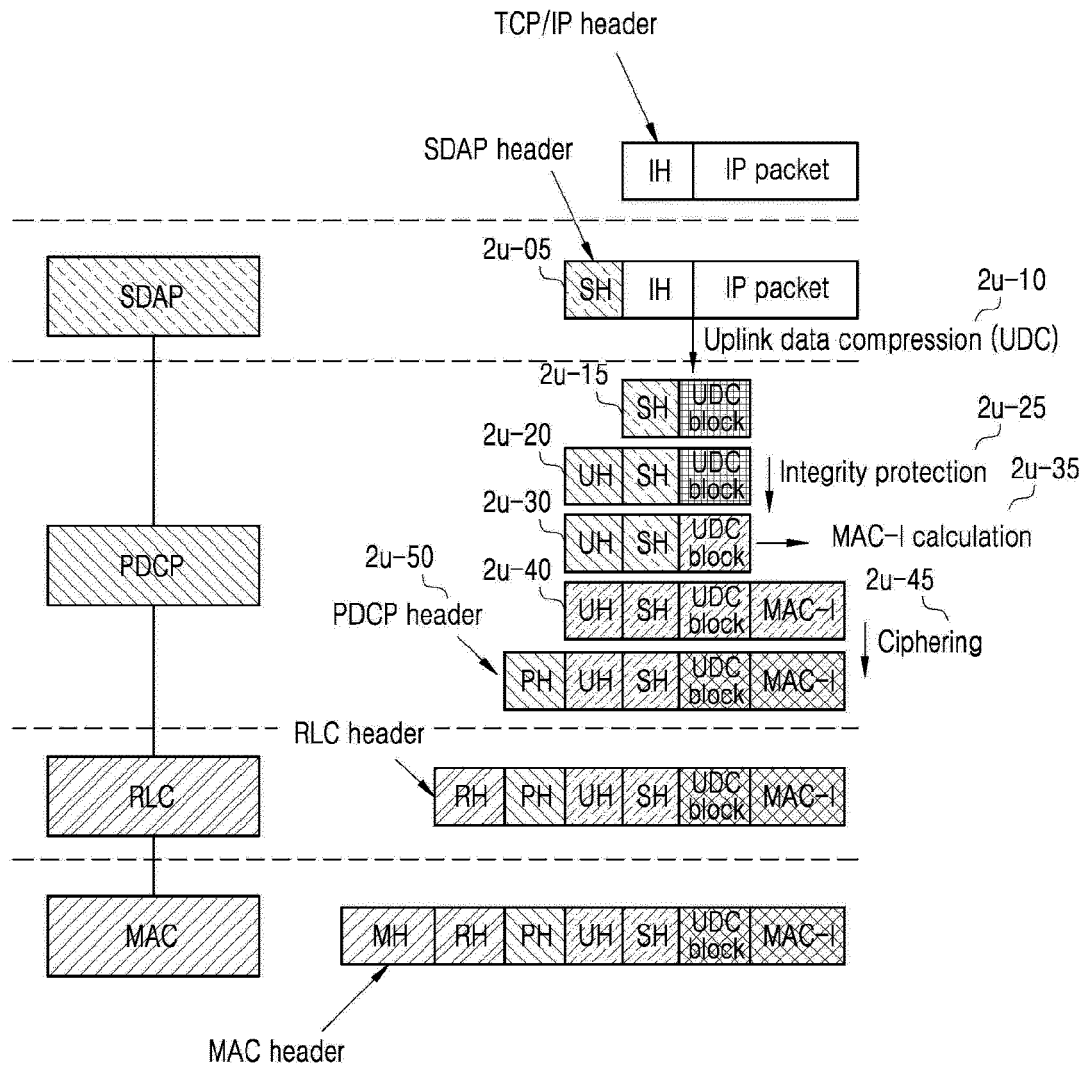 TCP/IP header
SDAP header
IH IP packet
2u-05
SDAP
SH IH IP packet
2u-10
Uplink data compression (UDC)
2u-15
SH UDC block
2u-25
2u-20
UH SH UDC block
Integrity protection
2u-35
2u-30
UH SH UDC block
MAC-I calculation
PDCP
2u-50
2u-40
2u-45
PDCP header
UH SH UDC block MAC-I
Ciphering
PH UH SH UDC block MAC-I
RLC header
RLC
RH PH UH SH UDC block MAC-I
MAC
MH RH PH UH SH UDC block MAC-I
MAC header